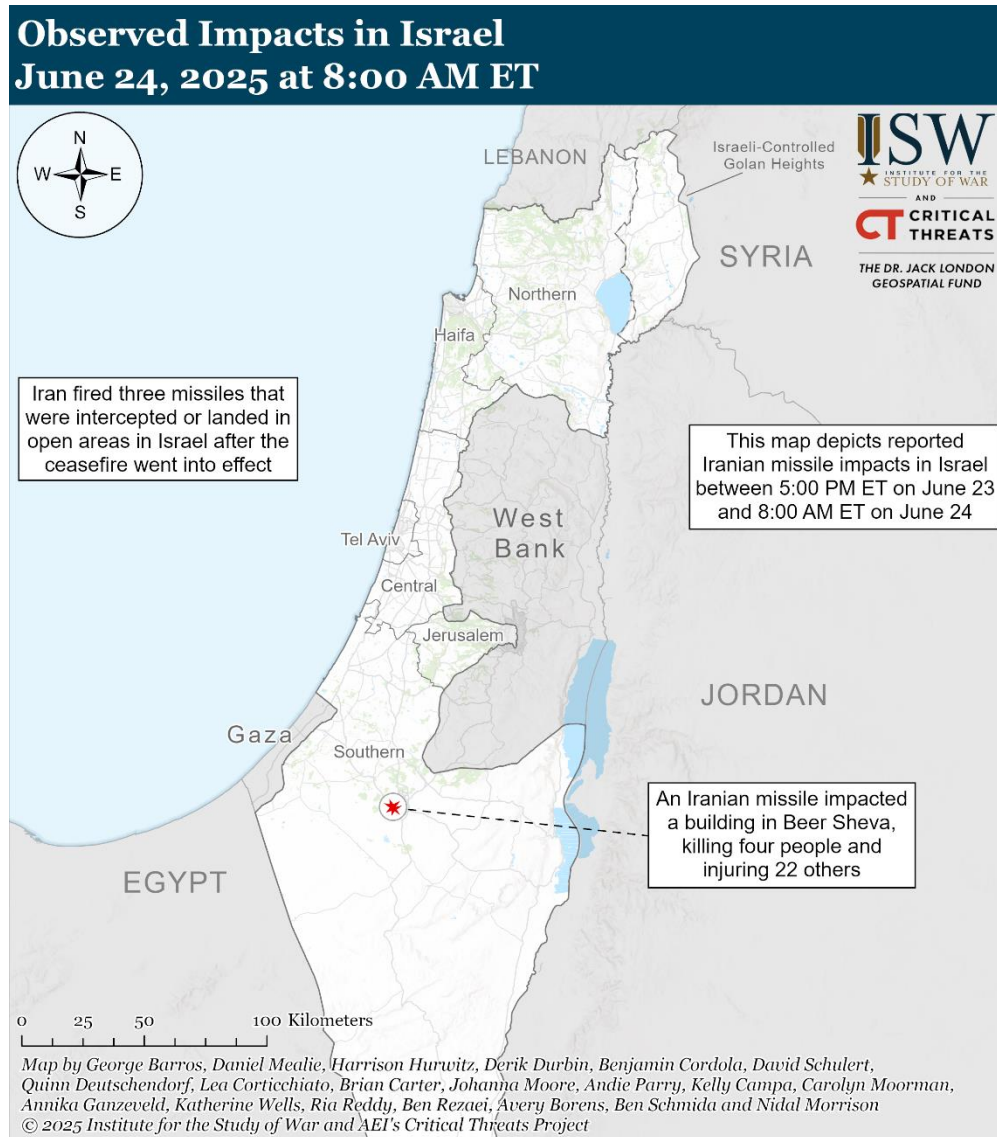 Observed Impacts in Israel
June 24, 2025 at 8:00 AM ET
N
W
E
S
LEBANON
Israeli-Controlled
Golan Heights
ISW
INSTITUTE FOR THE
STUDY OF WAR
AND
CT CRITICAL
THREATS
THE DR. JACK LONDON
GEOSPATIAL FUND
SYRIA
Northern
Haifa
Iran fired three missiles that
were intercepted or landed in
open areas in Israel after the
ceasefire went into effect
This map depicts reported
Iranian missile impacts in Israel
between 5:00 PM ET on June 23
and 8:00 AM ET on June 24
West
Bank
Tel Aviv
Central
Jerusalem
JORDAN
Gaza
Southern
An Iranian missile impacted
a building in Beer Sheva,
killing four people and
injuring 22 others
EGYPT
0 25 50 100 Kilometers
Map by George Barros, Daniel Mealie, Harrison Hurwitz, Derik Durbin, Benjamin Cordola, David Schulert,
Quinn Deutschendorf, Lea Corticchiato, Brian Carter, Johanna Moore, Andie Parry, Kelly Campa, Carolyn Moorman,
Annika Ganzeveld, Katherine Wells, Ria Reddy, Ben Rezaei, Avery Borens, Ben Schmida and Nidal Morrison
© 2025 Institute for the Study of War and AEI's Critical Threats Project